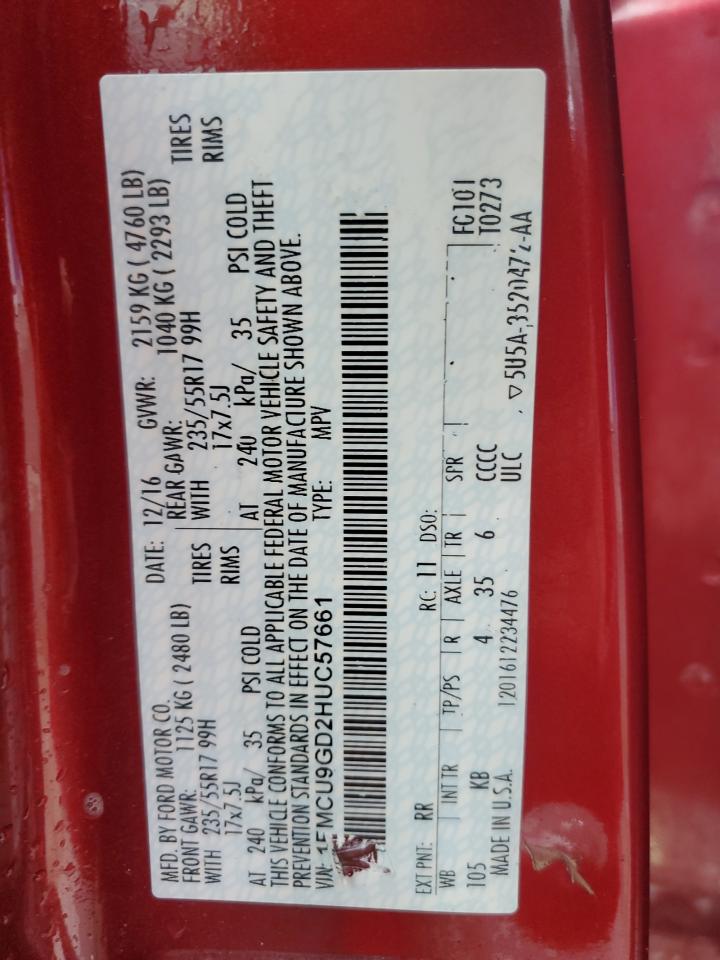 MFD. BY FORD MOTOR CO. DATE: 12/16 GVWR: 2159 KG ( 4760 LB)
FRONT GAWR: 1125 KG ( 2480 LB) REAR GAWR: 1040 KG ( 2293 LB)
WITH 235/55R17 99H TIRES WITH 235/55R17 99H TIRES
17x7.5J RIMS 17x7.5J RIMS
AT 240 kPa/ 35 PSI COLD AT 240 kPa/ 35 PSI COLD
THIS VEHICLE CONFORMS TO ALL APPLICABLE FEDERAL MOTOR VEHICLE SAFETY AND THEFT
PREVENTION STANDARDS IN EFFECT ON THE DATE OF MANUFACTURE SHOWN ABOVE.
VIN: 1FMCU9GD2HUC57661 TYPE: MPV
EXT PNT: RR RC: 11 DSO: FG101
WB INT TR TP/PS R AXLE TR SPR T0273
105 KB 4 35 6 CCCC
MADE IN U.S.A. 1201612234476 ULC ▽5U5A-3520472-AA